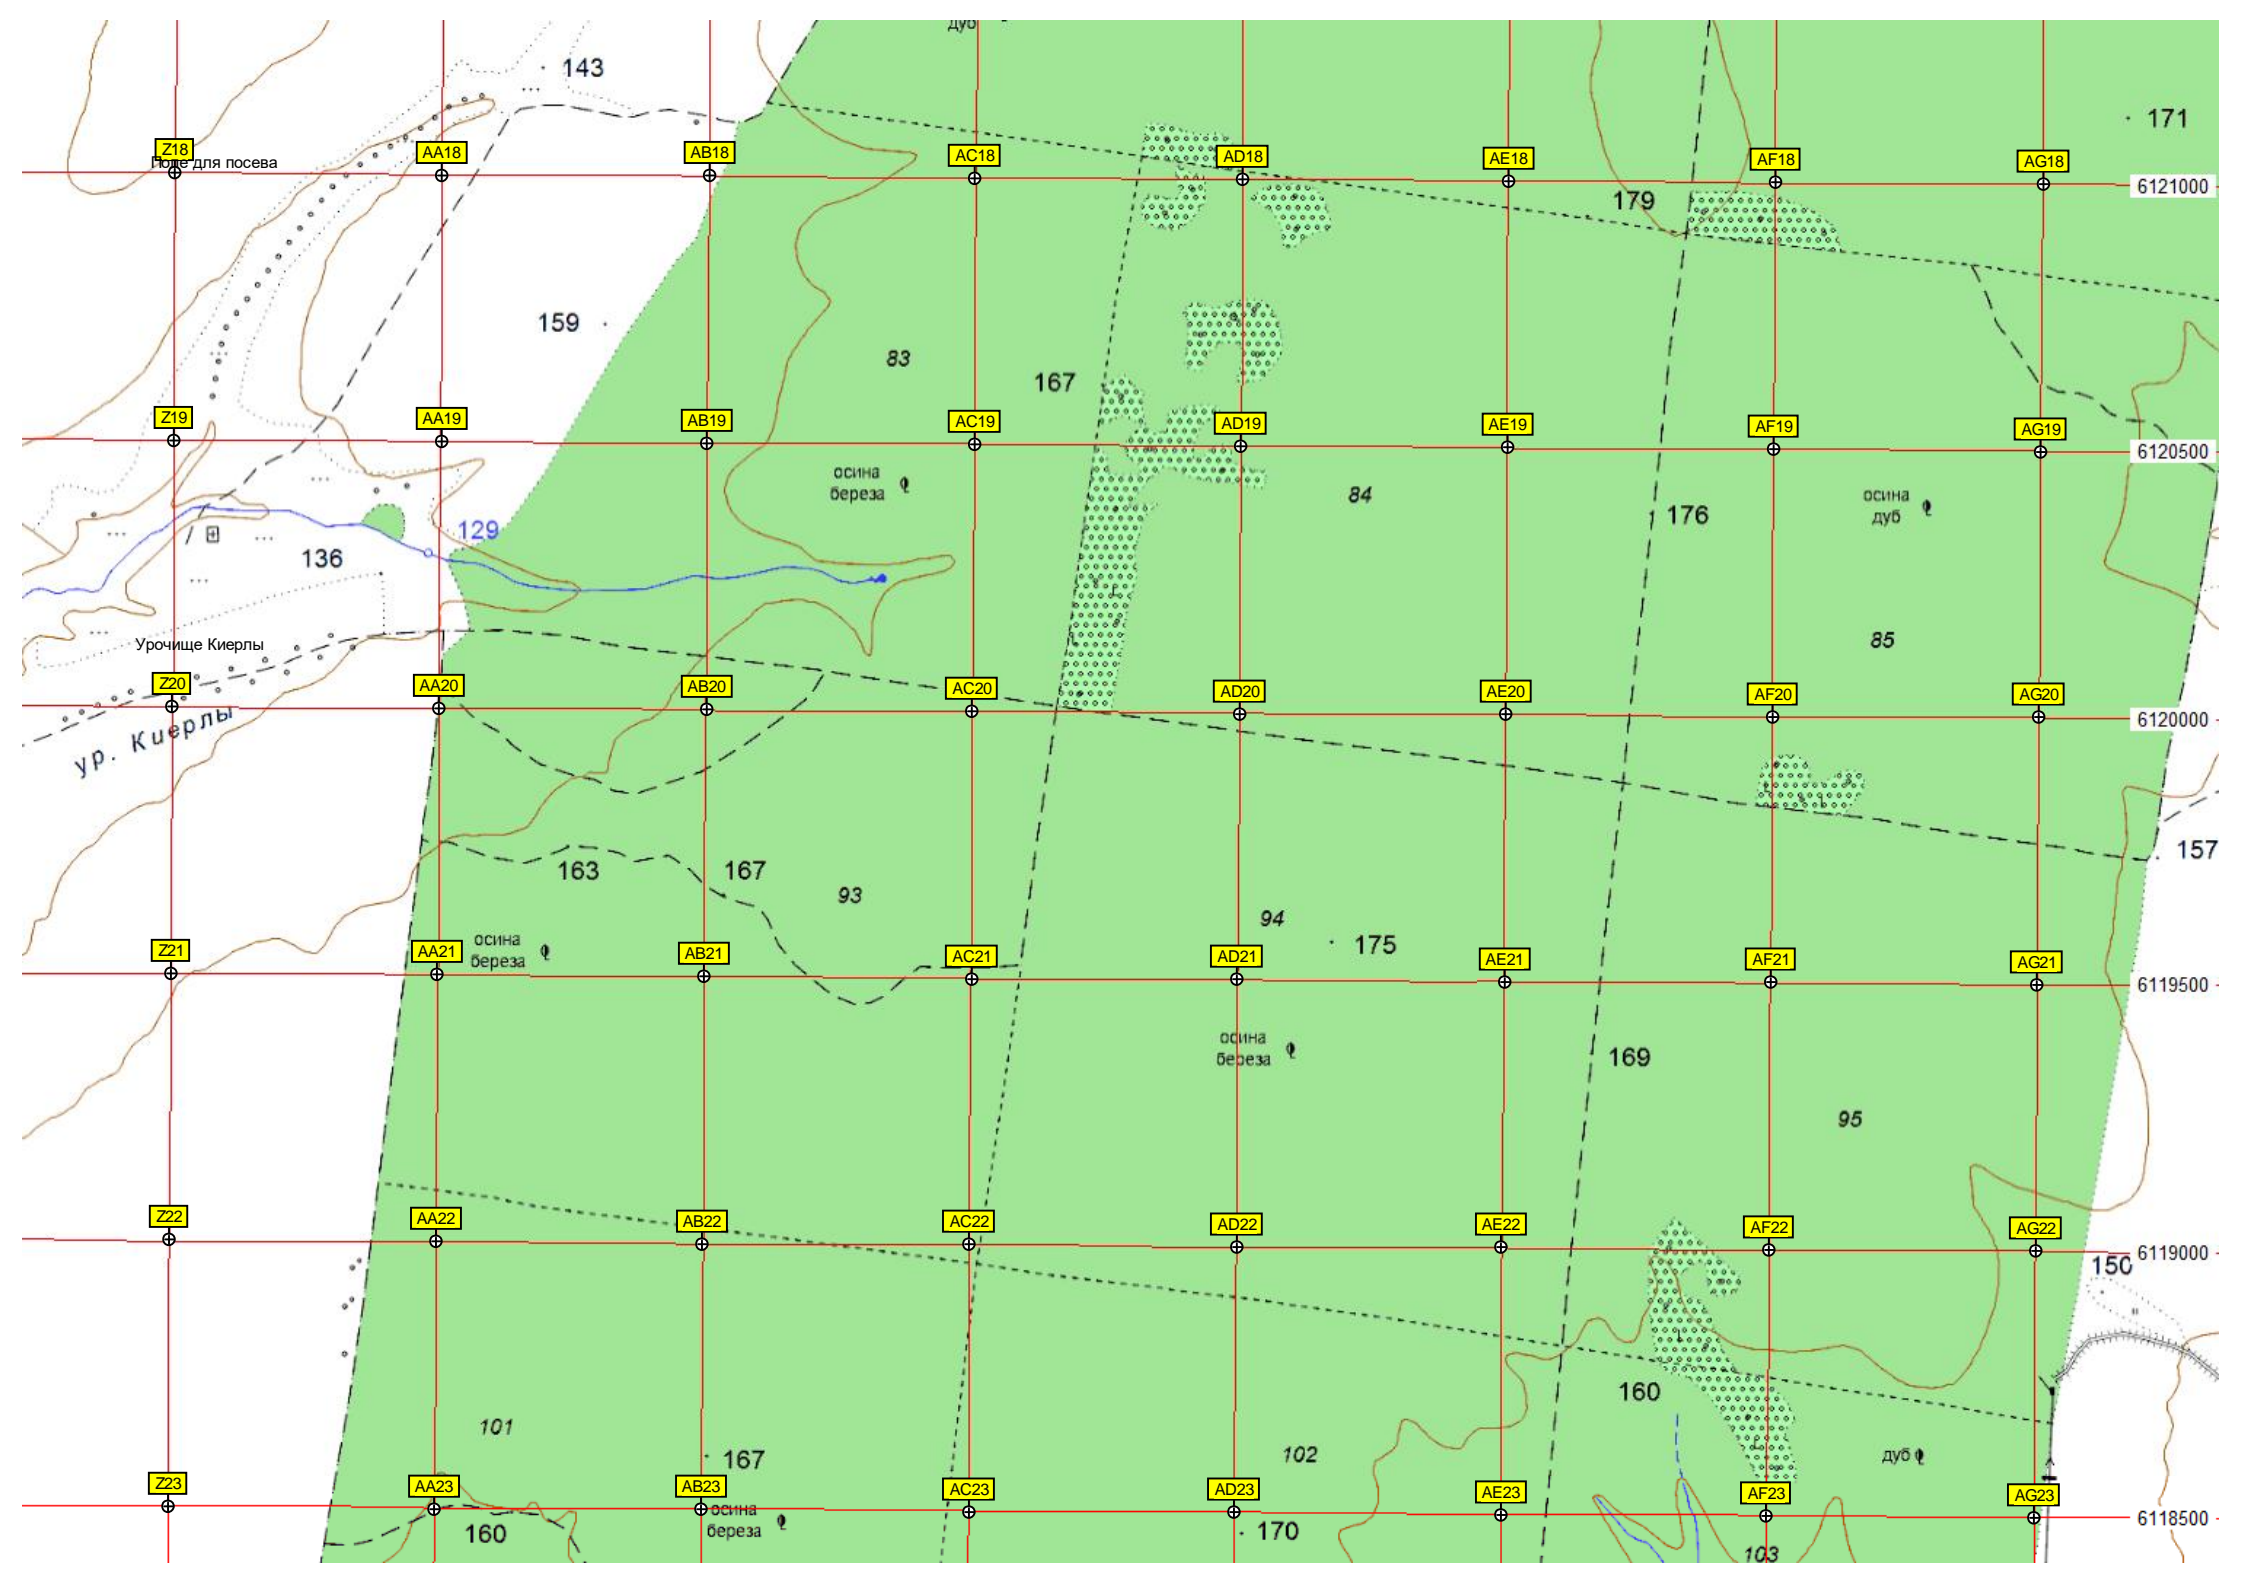 дуб
143
171
Z18
Поле для посева
AA18
AB18
AC18
AD18
AE18
AF18
AG18
6121000
179
159
83
167
Z19
AA19
AB19
AC19
AD19
AE19
AF19
AG19
6120500
осина
береза
84
176
осина
дуб
129
136
85
Урочище Киерлы
Z20
AA20
AB20
AC20
AD20
AE20
AF20
AG20
6120000
ур. Киерлы
157
163
167
93
94
175
осина
береза
Z21
AA21
AB21
AC21
AD21
AE21
AF21
AG21
6119500
осина
береза
169
95
Z22
AA22
AB22
AC22
AD22
AE22
AF22
AG22
6119000
150
160
101
167
102
дуб
Z23
AA23
AB23
AC23
AD23
AE23
AF23
AG23
осина
береза
6118500
160
170
103